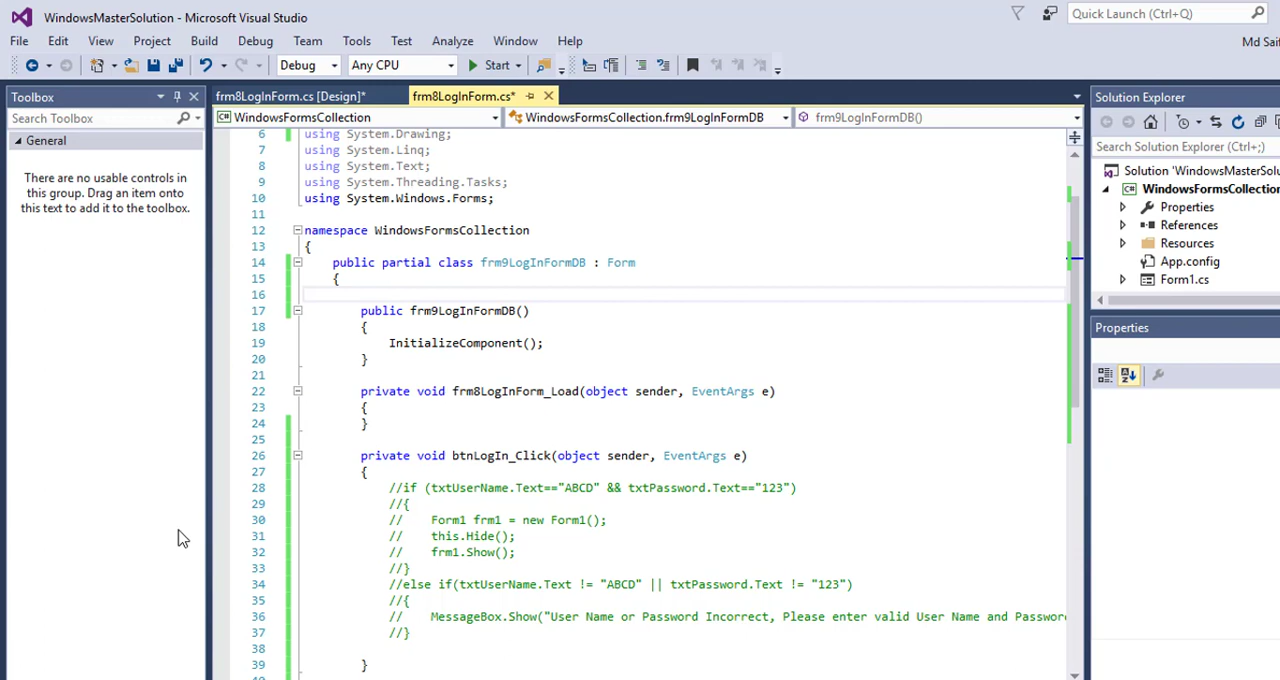 WindowsMasterSolution - Microsoft Visual Studio
Quick Launch (Ctrl+Q)
File Edit View Project Build Debug Team Tools Test Analyze Window Help
Md Sai
Debug Any CPU Start
Toolbox
frm8LogInForm.cs [Design]*
frm8LogInForm.cs*
Solution Explorer
Search Toolbox
WindowsFormsCollection
WindowsFormsCollection.frm9LogInFormDB
frm9LogInFormDB()
General
There are no usable controls in
this group. Drag an item onto
this text to add it to the toolbox.
6 using System.Drawing;
7 using System.Linq;
8 using System.Text;
9 using System.Threading.Tasks;
10 using System.Windows.Forms;
11
12 namespace WindowsFormsCollection
13 {
14 public partial class frm9LogInFormDB : Form
15 {
16
17 public frm9LogInFormDB()
18 {
19 InitializeComponent();
20 }
21
22 private void frm8LogInForm_Load(object sender, EventArgs e)
23 {
24 }
25
26 private void btnLogIn_Click(object sender, EventArgs e)
27 {
28 //if (txtUserName.Text=="ABCD" && txtPassword.Text=="123")
29 //{
30 // Form1 frm1 = new Form1();
31 // this.Hide();
32 // frm1.Show();
33 //}
34 //else if(txtUserName.Text != "ABCD" || txtPassword.Text != "123")
35 //{
36 // MessageBox.Show("User Name or Password Incorrect, Please enter valid User Name and Passwor
37 //}
38
39 }
Search Solution Explorer (Ctrl+;)
Solution 'WindowsMasterSolu
WindowsFormsCollection
Properties
References
Resources
App.config
Form1.cs
Properties